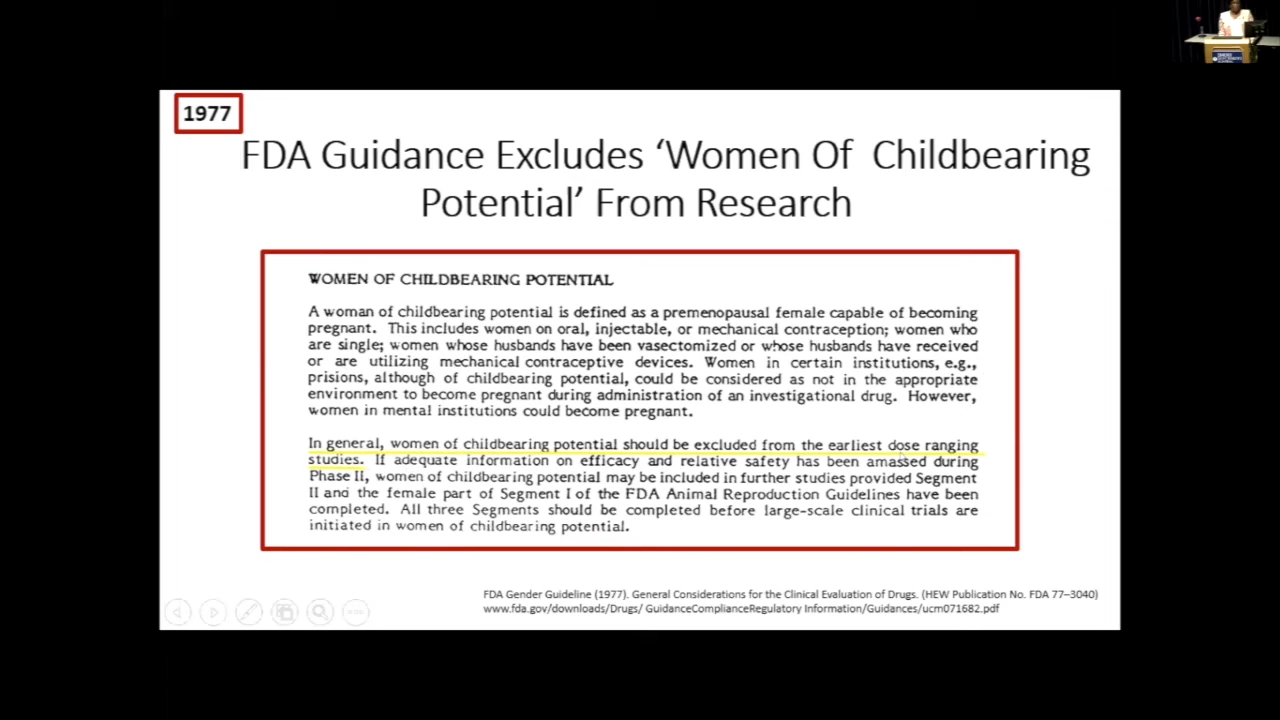 1977
FDA Guidance Excludes ‘Women Of Childbearing
Potential’ From Research
WOMEN OF CHILDBEARING POTENTIAL
A woman of childbearing potential is defined as a premenopausal female capable of becoming
pregnant. This includes women on oral, injectable, or mechanical contraception; women who
are single; women whose husbands have been vasectomized or whose husbands have received
or are utilizing mechanical contraceptive devices. Women in certain institutions, e.g.,
prisions, although of childbearing potential, could be considered as not in the appropriate
environment to become pregnant during administration of an investigational drug. However,
women in mental institutions could become pregnant.
In general, women of childbearing potential should be excluded from the earliest dose ranging
studies. If adequate information on efficacy and relative safety has been amassed during
Phase II, women of childbearing potential may be included in further studies provided Segment
II and the female part of Segment I of the FDA Animal Reproduction Guidelines have been
completed. All three Segments should be completed before large-scale clinical trials are
initiated in women of childbearing potential.
FDA Gender Guideline (1977). General Considerations for the Clinical Evaluation of Drugs. (HEW Publication No. FDA 77–3040)
www.fda.gov/downloads/Drugs/ GuidanceComplianceRegulatory Information/Guidances/ucm071682.pdf